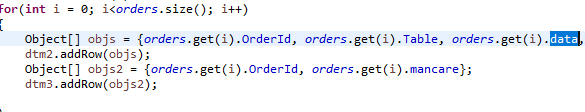 for(int i = 0; i<orders.size(); i++)
{
Object[] objs = {orders.get(i).OrderId, orders.get(i).Table, orders.get(i).data,
dtm2.addRow(objs);
Object[] objs2 = {orders.get(i).OrderId, orders.get(i).mancare};
dtm3.addRow(objs2);